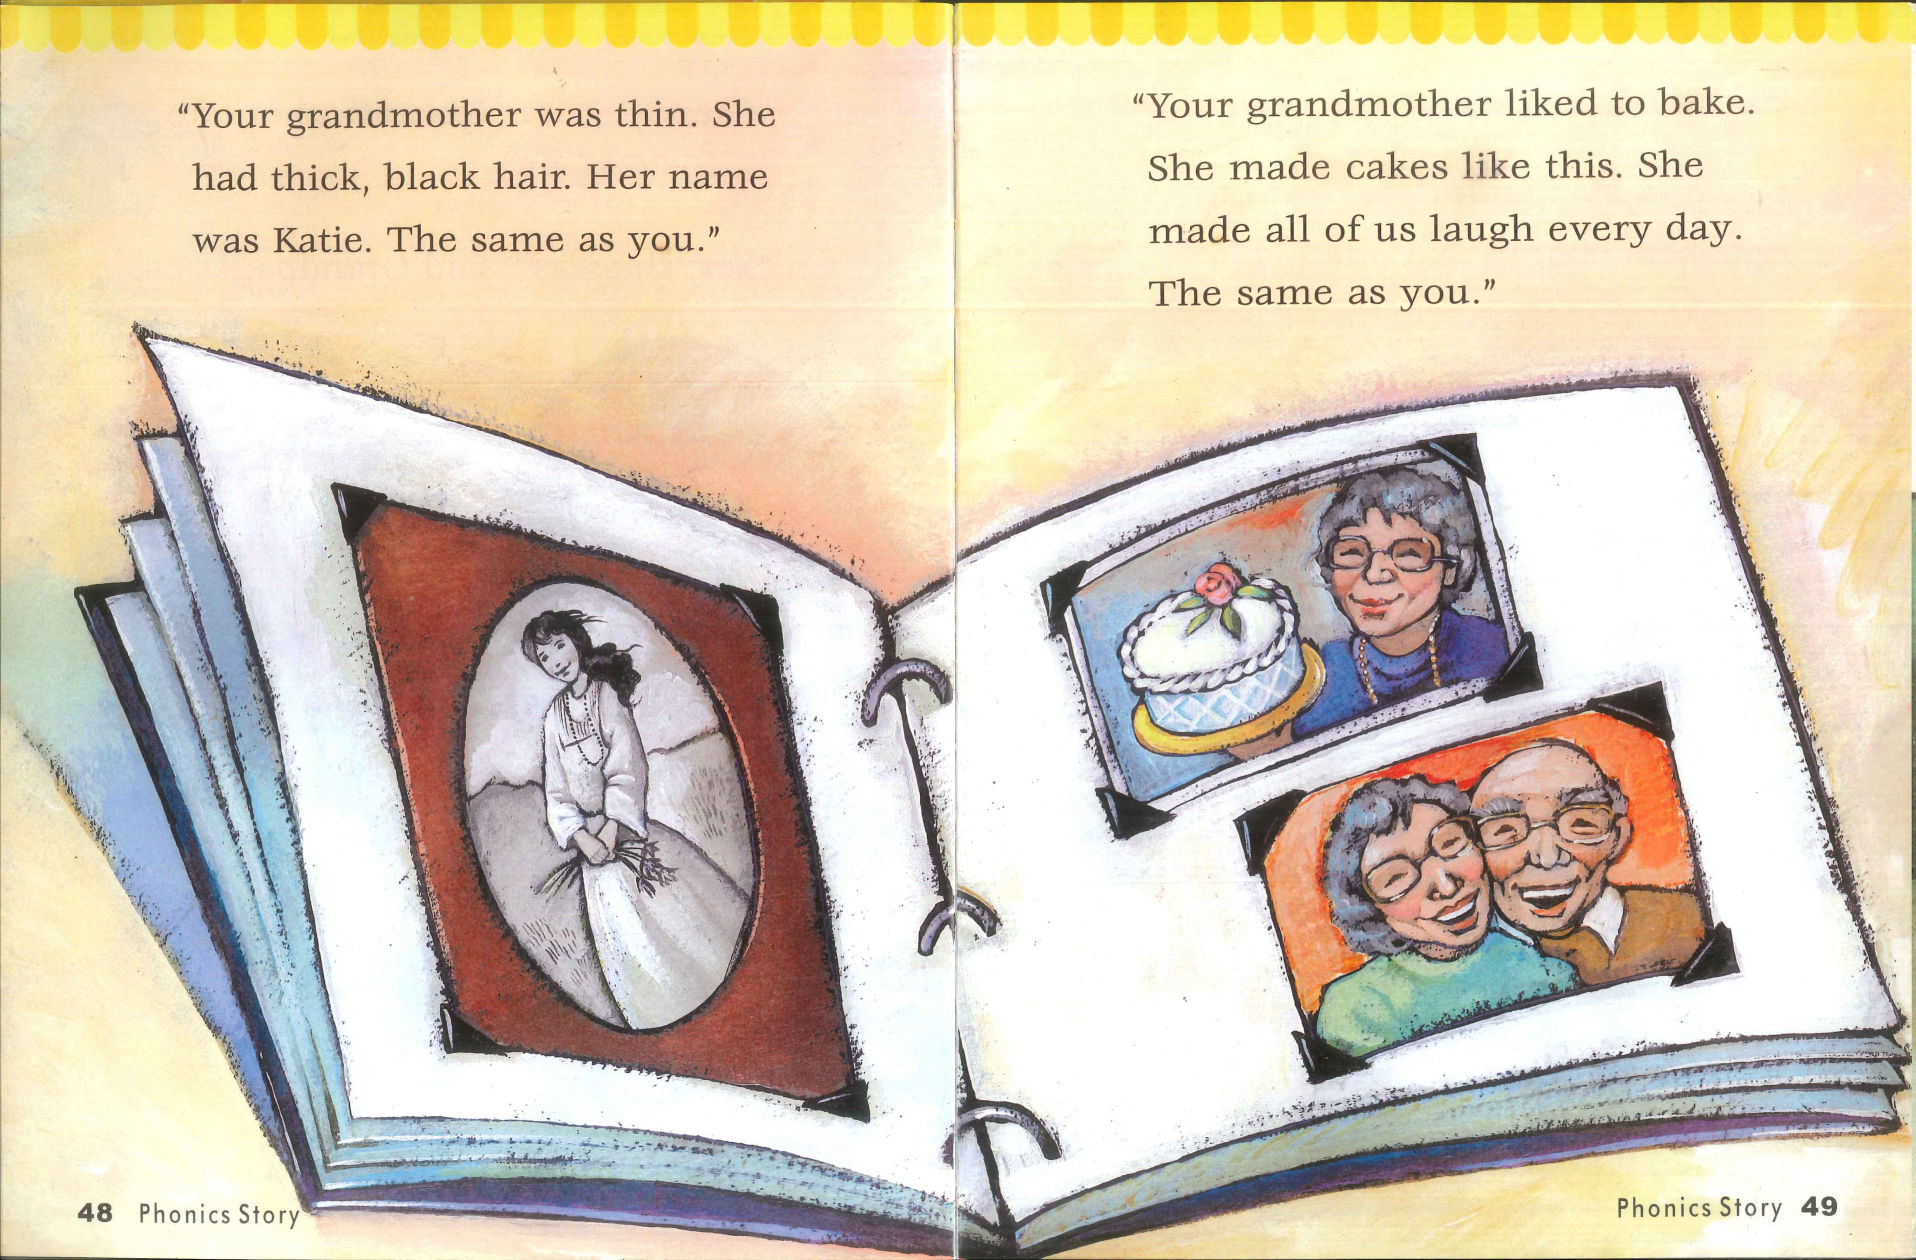 “Your grandmother was thin. She
had thick, black hair. Her name
was Katie. The same as you.”
48 Phonics Story
“Your grandmother liked to bake.
She made cakes like this. She
made all of us laugh every day.
The same as you.”
Phonics Story 49